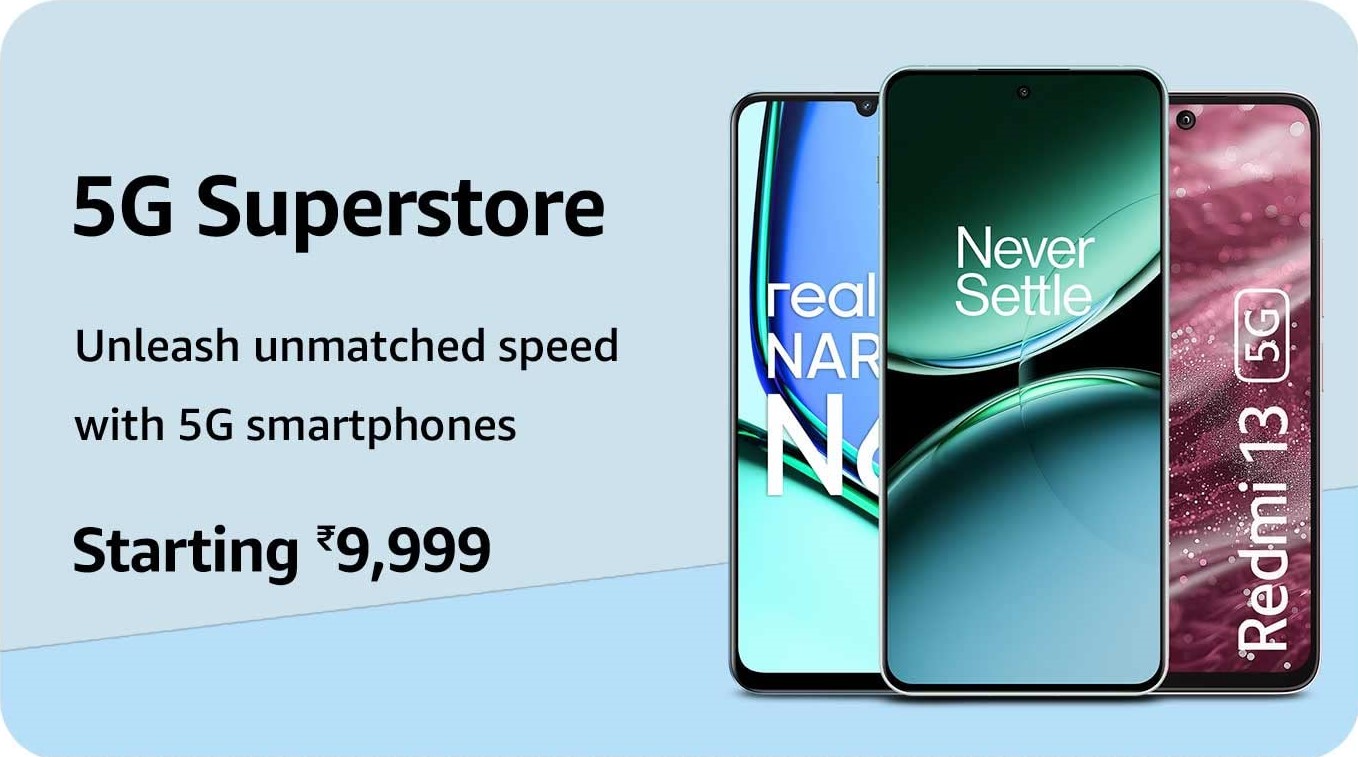 5G Superstore
Unleash unmatched speed
with 5G smartphones
Starting ₹9,999
real
NAR
N
Never
Settle
Redmi 13 5G